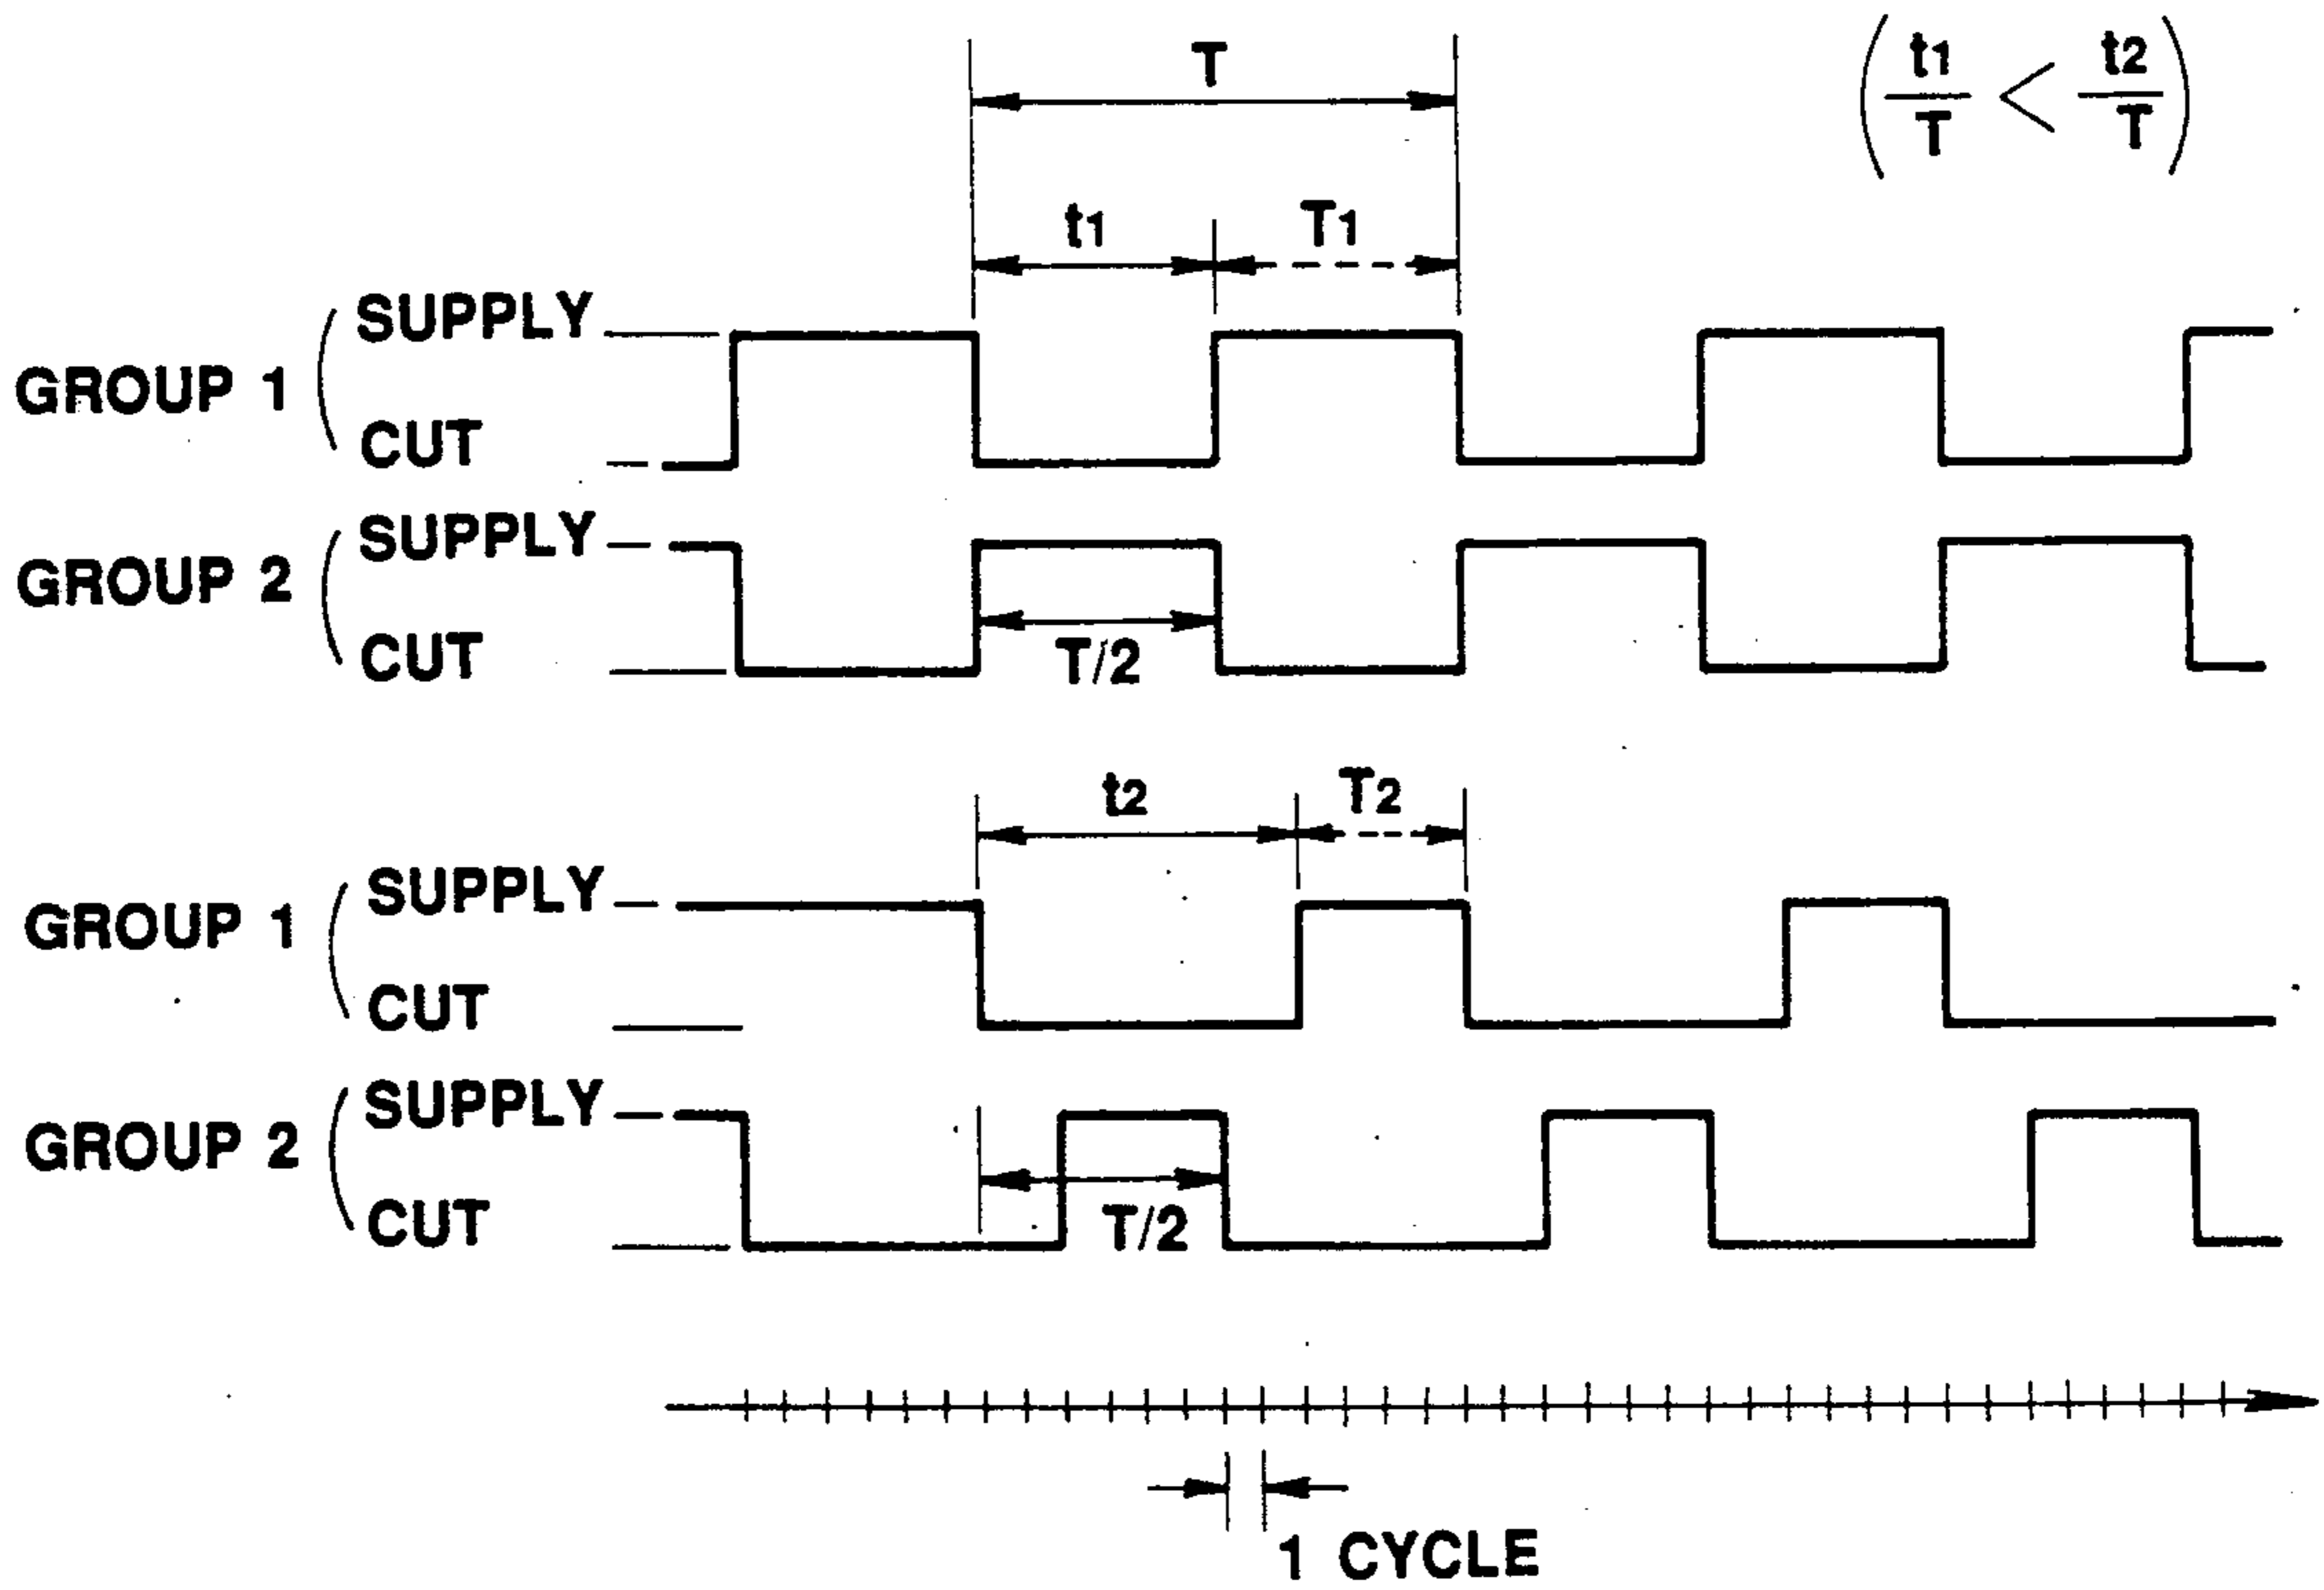 T
t1/T < t2/T
t1 T1
GROUP 1 SUPPLY
CUT
GROUP 2 SUPPLY
CUT
T/2
t2 T2
GROUP 1 SUPPLY
CUT
GROUP 2 SUPPLY
CUT
T/2
1 CYCLE